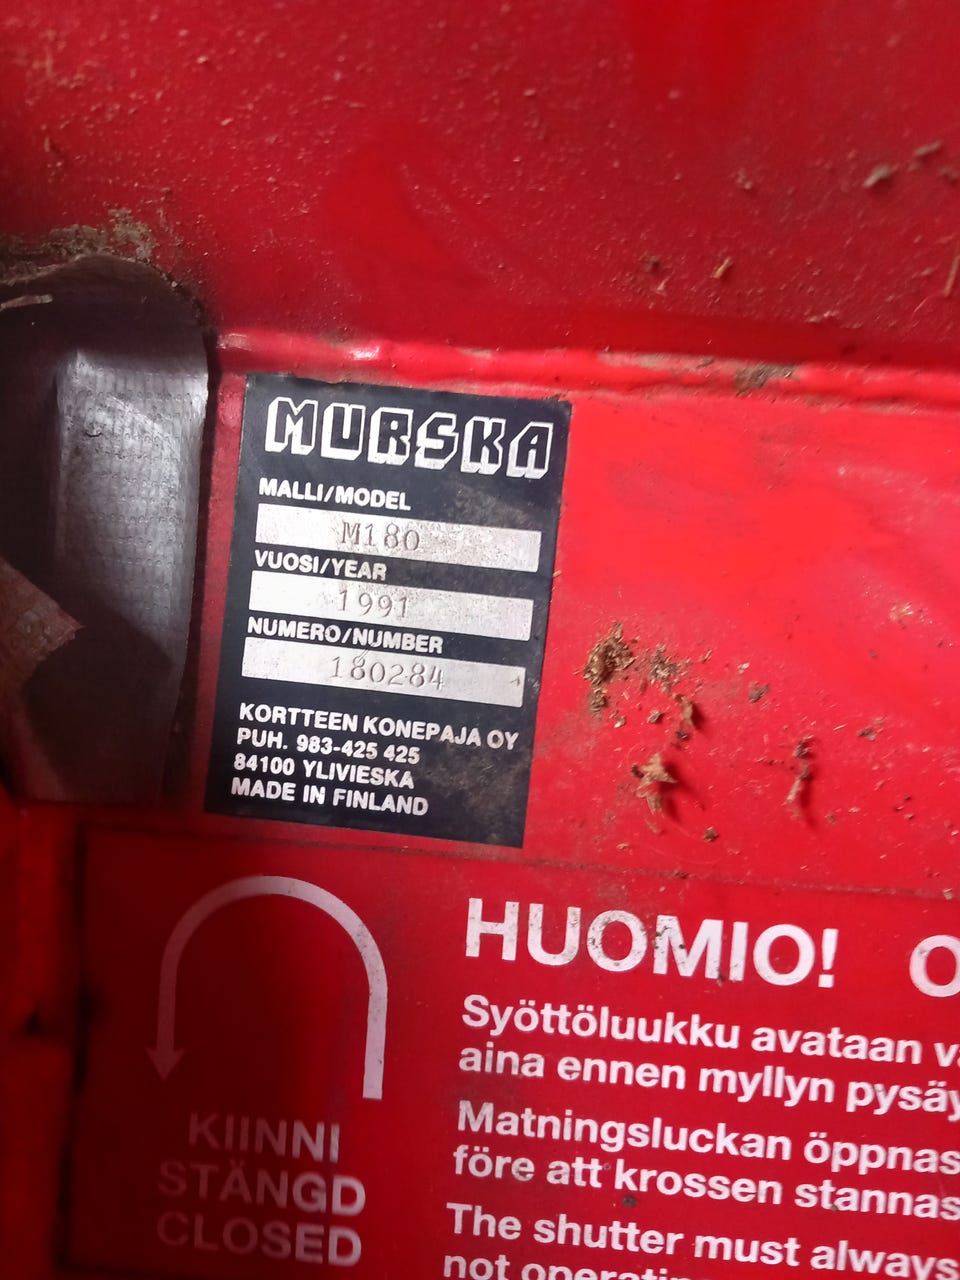 MURSKA
MALLI/MODEL
M180
VUOSI/YEAR
1991
NUMERO/NUMBER
180284
KORTTEEN KONEPAJA OY
PUH. 983-425 425
84100 YLIVIESKA
MADE IN FINLAND
HUOMIO!
Syöttöluukku avataan
aina ennen myllyn
Matningsluckan öppnas
före att krossen stannas
The shutter must always
not
KIINNI
STÄNGD
CLOSED